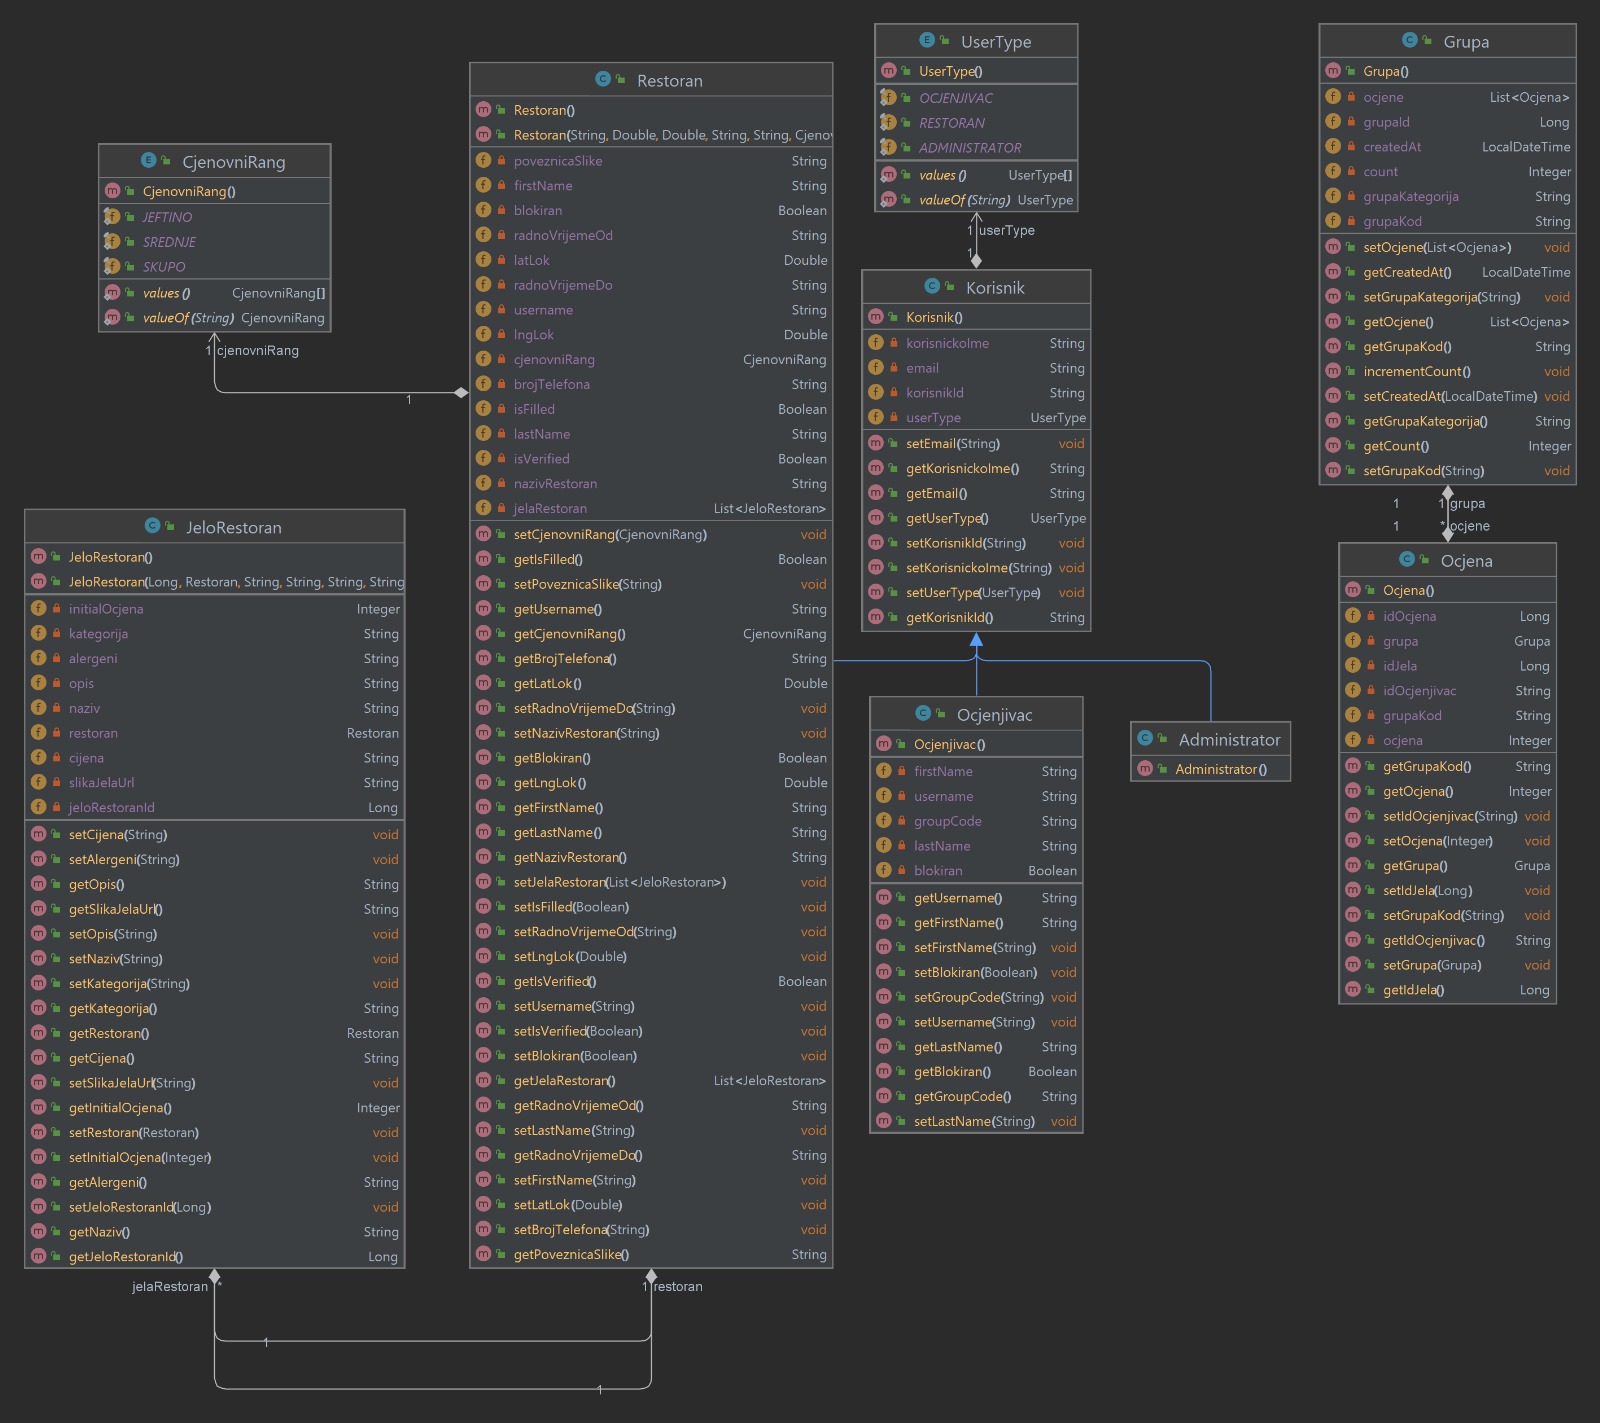 CjenovniRang
CjenovniRang()
JEFTINO
SREDNJE
SKUPO
values() CjenovniRang[]
valueOf(String) CjenovniRang
1 cjenovniRang
1
JeloRestoran
JeloRestoran()
JeloRestoran(Long, Restoran, String, String, String, String
initialOcjena Integer
kategorija String
alergeni String
opis String
naziv String
restoran Restoran
cijena String
slikaJelaUrl String
jeloRestoranId Long
setCijena(String) void
setAlergeni(String) void
getOpis() String
getSlikaJelaUrl() String
setOpis(String) void
setNaziv(String) void
setKategorija(String) void
getKategorija() String
getRestoran() Restoran
getCijena() String
setSlikaJelaUrl(String) void
getInitialOcjena() Integer
setRestoran(Restoran) void
setInitialOcjena(Integer) void
getAlergeni() String
setJeloRestoranId(Long) void
getNaziv() String
getJeloRestoranId() Long
jelaRestoran *
1
1
Restoran
Restoran()
Restoran(String, Double, Double, String, String, Cjenov
poveznicaSlike String
firstName String
blokiran Boolean
radnoVrijemeOd String
latLok Double
radnoVrijemeDo String
username String
lngLok Double
cjenovniRang CjenovniRang
brojTelefona String
isFilled Boolean
lastName String
isVerified Boolean
nazivRestoran String
jelaRestoran List<JeloRestoran>
setCjenovniRang(CjenovniRang) void
getIsFilled() Boolean
setPoveznicaSlike(String) void
getUsername() String
getCjenovniRang() CjenovniRang
getBrojTelefona() String
getLatLok() Double
setRadnoVrijemeDo(String) void
setNazivRestoran(String) void
getBlokiran() Boolean
getLngLok() Double
getFirstName() String
getLastName() String
getNazivRestoran() String
setJelaRestoran(List<JeloRestoran>) void
setIsFilled(Boolean) void
setRadnoVrijemeOd(String) void
setLngLok(Double) void
getIsVerified() Boolean
setUsername(String) void
setIsVerified(Boolean) void
setBlokiran(Boolean) void
getJelaRestoran() List<JeloRestoran>
getRadnoVrijemeOd() String
setLastName(String) void
getRadnoVrijemeDo() String
setFirstName(String) void
setLatLok(Double) void
setBrojTelefona(String) void
getPoveznicaSlike() String
1 restoran
UserType
UserType()
OCJENJIVAC
RESTORAN
ADMINISTRATOR
values() UserType[]
valueOf(String) UserType
1 userType
1
Korisnik
Korisnik()
korisnickoIme String
email String
korisnikId String
userType UserType
setEmail(String) void
getKorisnickoIme() String
getEmail() String
getUserType() UserType
setKorisnikId(String) void
setKorisnickoIme(String) void
setUserType(UserType) void
getKorisnikId() String
Ocjenjivac
Ocjenjivac()
firstName String
username String
groupCode String
lastName String
blokiran Boolean
getUsername() String
getFirstName() String
setFirstName(String) void
setBlokiran(Boolean) void
setGroupCode(String) void
setUsername(String) void
getLastName() String
getBlokiran() Boolean
getGroupCode() String
setLastName(String) void
Administrator
Administrator()
Grupa
Grupa()
ocjene List<Ocjena>
grupaId Long
createdAt LocalDateTime
count Integer
grupaKategorija String
grupaKod String
setOcjene(List<Ocjena>) void
getCreatedAt() LocalDateTime
setGrupaKategorija(String) void
getOcjene() List<Ocjena>
getGrupaKod() String
incrementCount() void
setCreatedAt(LocalDateTime) void
getGrupaKategorija() String
getCount() Integer
setGrupaKod(String) void
1 1 grupa
1 * ocjene
Ocjena
Ocjena()
idOcjena Long
grupa Grupa
idJela Long
idOcjenjivac String
grupaKod String
ocjena Integer
getGrupaKod() String
getOcjena() Integer
setIdOcjenjivac(String) void
setOcjena(Integer) void
getGrupa() Grupa
setIdJela(Long) void
setGrupaKod(String) void
getIdOcjenjivac() String
setGrupa(Grupa) void
getIdJela() Long